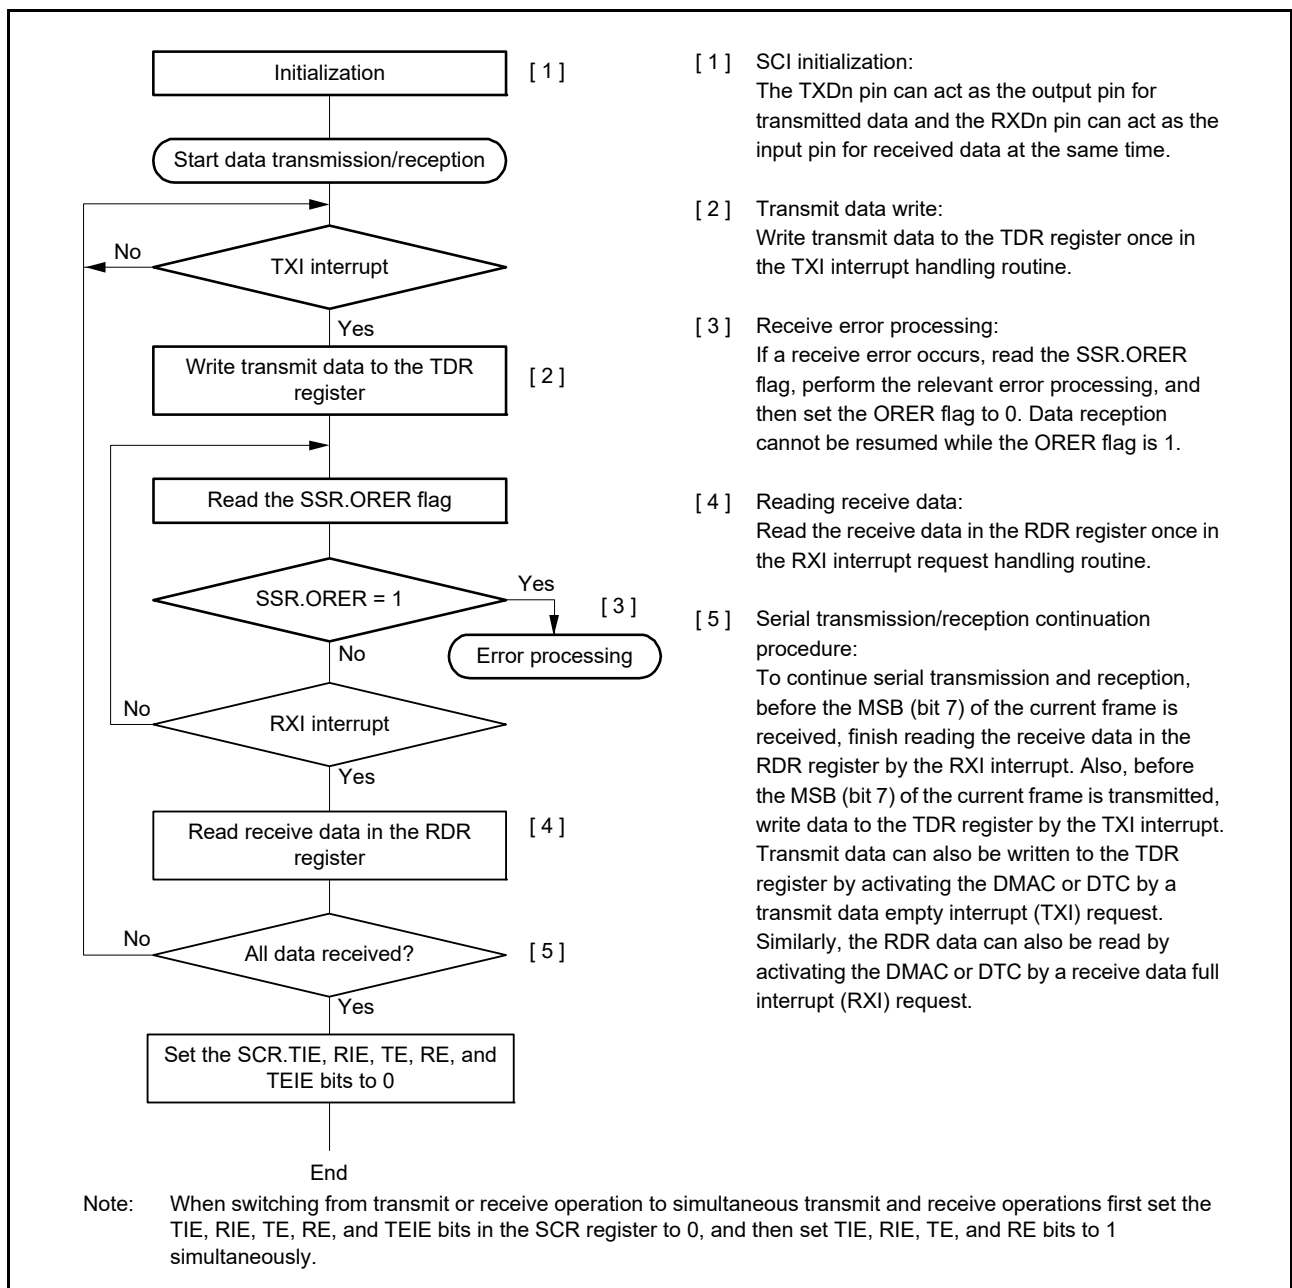 Initialization
[ 1 ]
Start data transmission/reception
No
TXI interrupt
Yes
Write transmit data to the TDR
register
[ 2 ]
Read the SSR.ORER flag
SSR.ORER = 1
Yes
[ 3 ]
Error processing
No
No
RXI interrupt
Yes
Read receive data in the RDR
register
[ 4 ]
No
All data received?
[ 5 ]
Yes
Set the SCR.TIE, RIE, TE, RE, and
TEIE bits to 0
End
[ 1 ] SCI initialization:
The TXDn pin can act as the output pin for
transmitted data and the RXDn pin can act as the
input pin for received data at the same time.
[ 2 ] Transmit data write:
Write transmit data to the TDR register once in
the TXI interrupt handling routine.
[ 3 ] Receive error processing:
If a receive error occurs, read the SSR.ORER
flag, perform the relevant error processing, and
then set the ORER flag to 0. Data reception
cannot be resumed while the ORER flag is 1.
[ 4 ] Reading receive data:
Read the receive data in the RDR register once in
the RXI interrupt request handling routine.
[ 5 ] Serial transmission/reception continuation
procedure:
To continue serial transmission and reception,
before the MSB (bit 7) of the current frame is
received, finish reading the receive data in the
RDR register by the RXI interrupt. Also, before
the MSB (bit 7) of the current frame is transmitted,
write data to the TDR register by the TXI interrupt.
Transmit data can also be written to the TDR
register by activating the DMAC or DTC by a
transmit data empty interrupt (TXI) request.
Similarly, the RDR data can also be read by
activating the DMAC or DTC by a receive data full
interrupt (RXI) request.
Note: When switching from transmit or receive operation to simultaneous transmit and receive operations first set the
TIE, RIE, TE, RE, and TEIE bits in the SCR register to 0, and then set TIE, RIE, TE, and RE bits to 1
simultaneously.